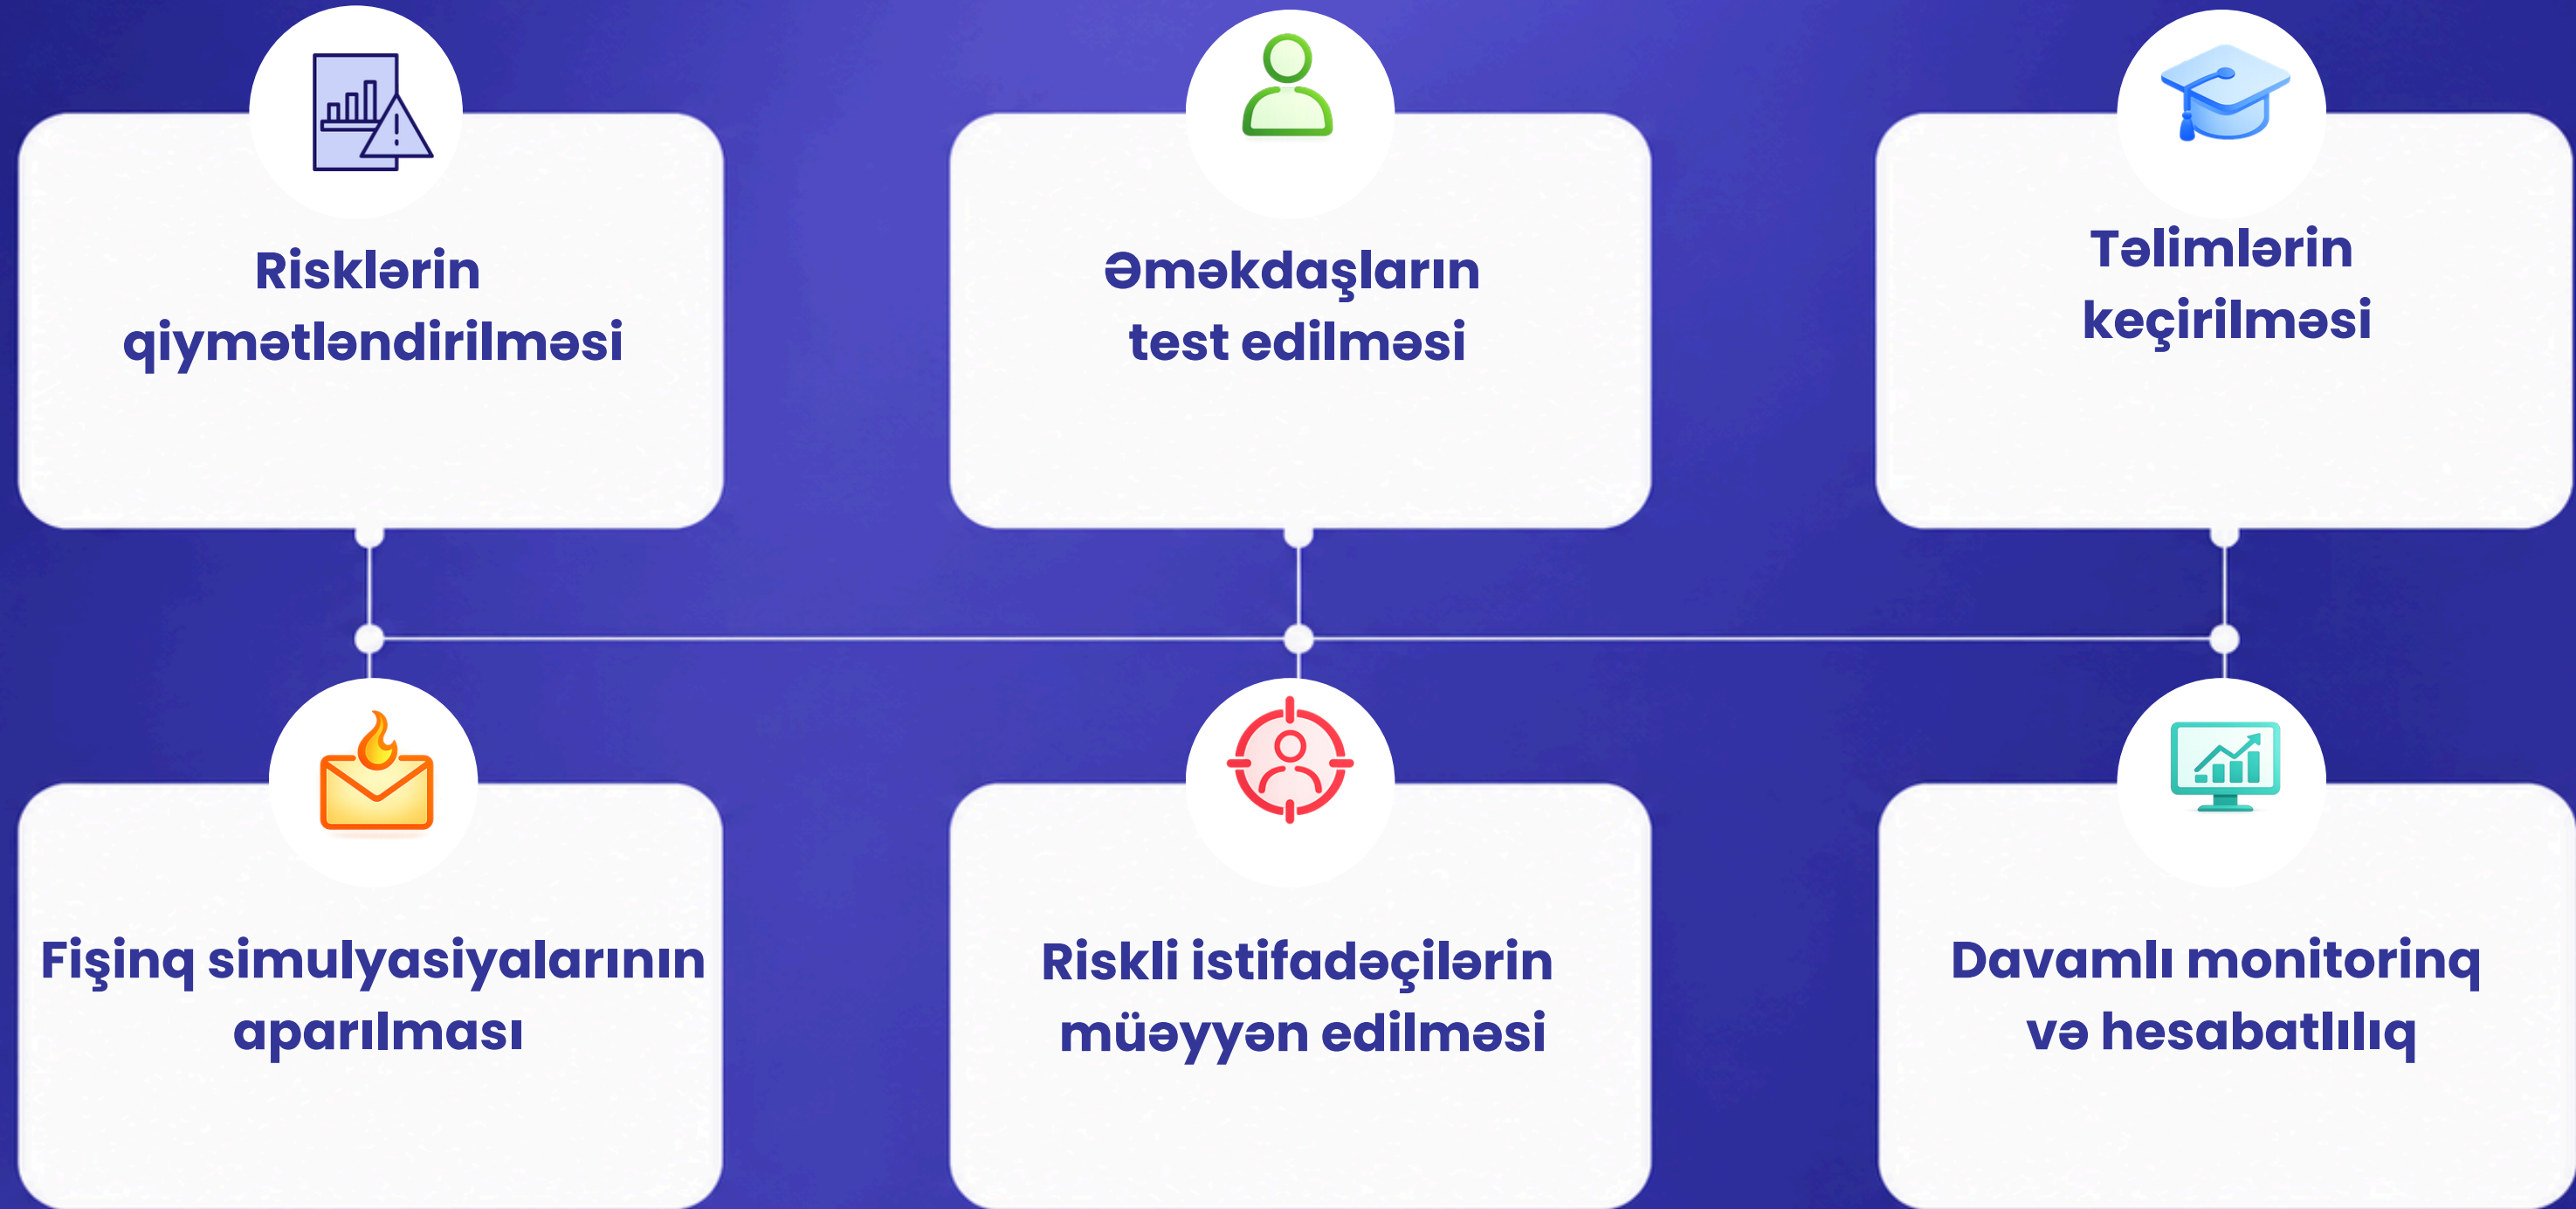 Risklərin
qiymətləndirilməsi
Əməkdaşların
test edilməsi
Təlimlərin
keçirilməsi
Fişinq simulyasiyalarının
aparılması
Riskli istifadəçilərin
müəyyən edilməsi
Davamlı monitorinq
və hesabatlılıq